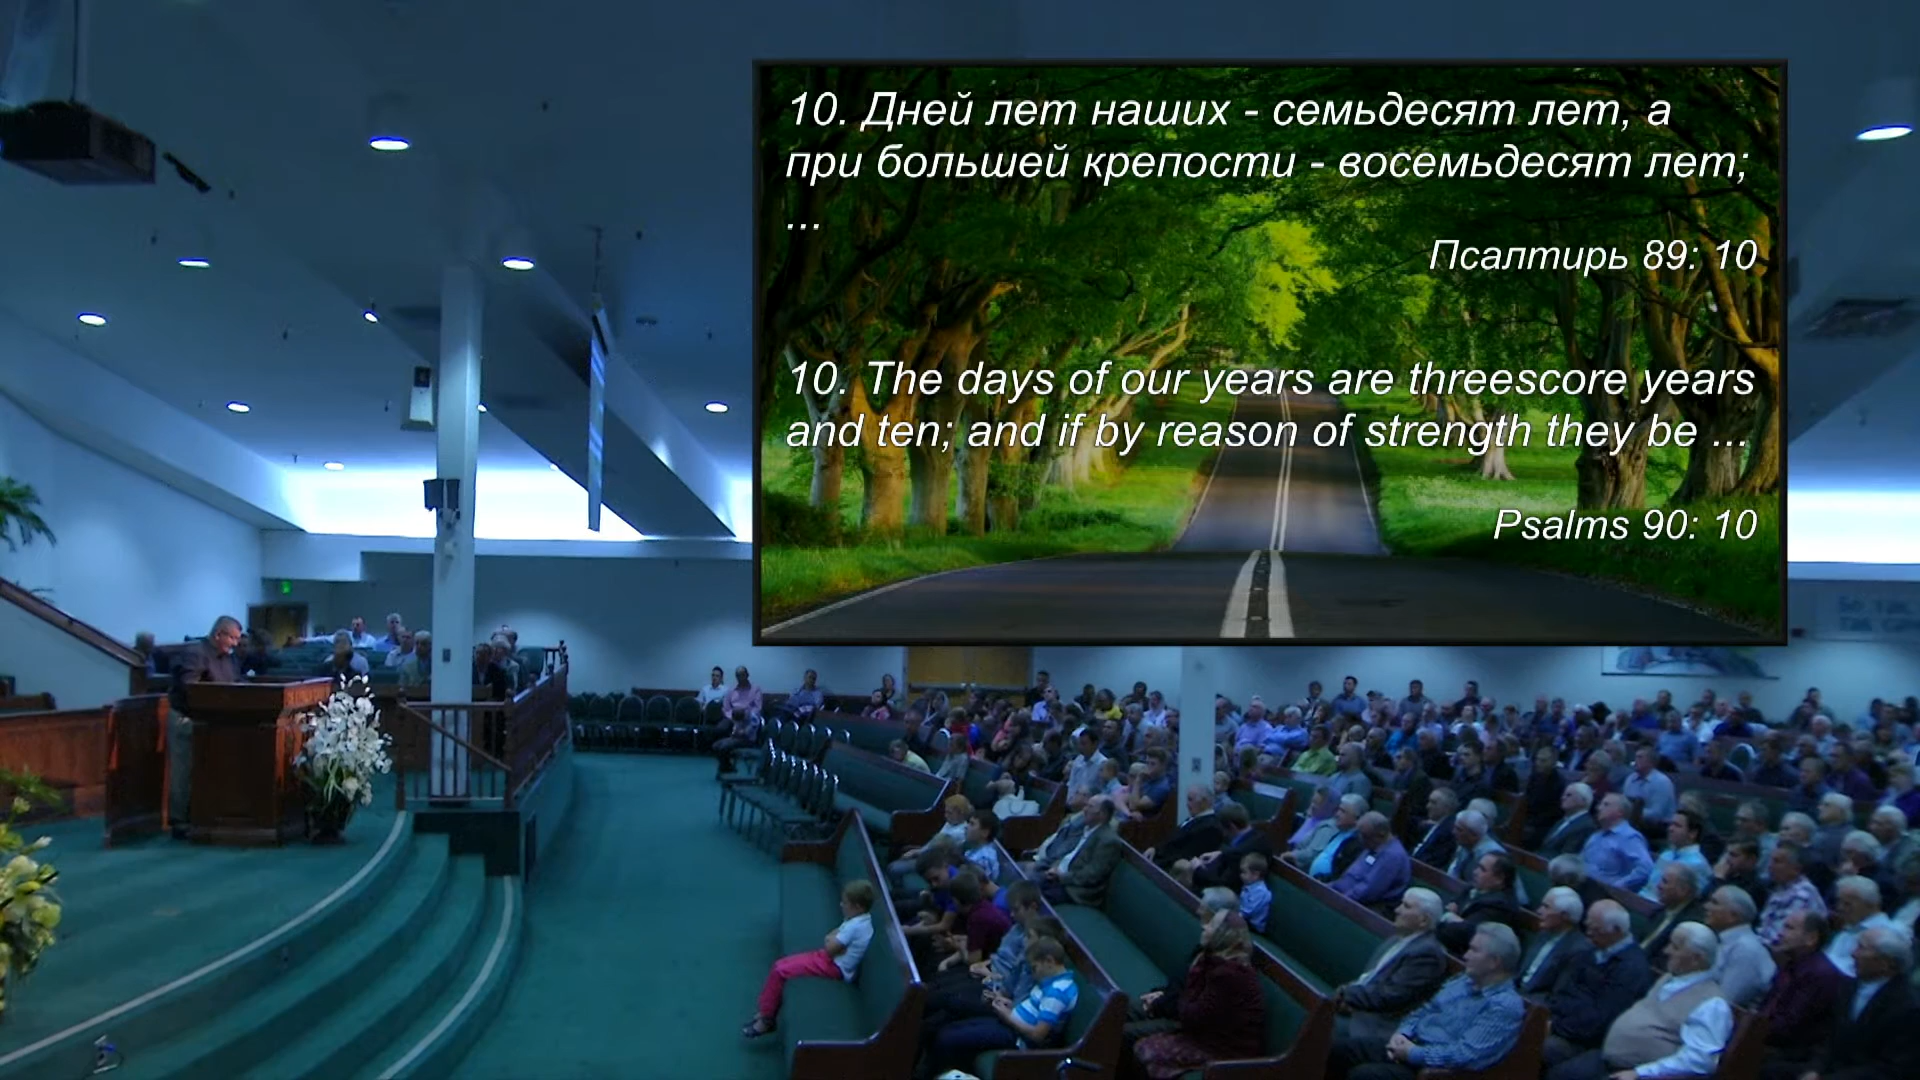 10. Дней лет наших - семьдесят лет, а
при большей крепости - восемьдесят лет;
...
Псалтирь 89: 10
10. The days of our years are threescore years
and ten; and if by reason of strength they be ...
Psalms 90: 10